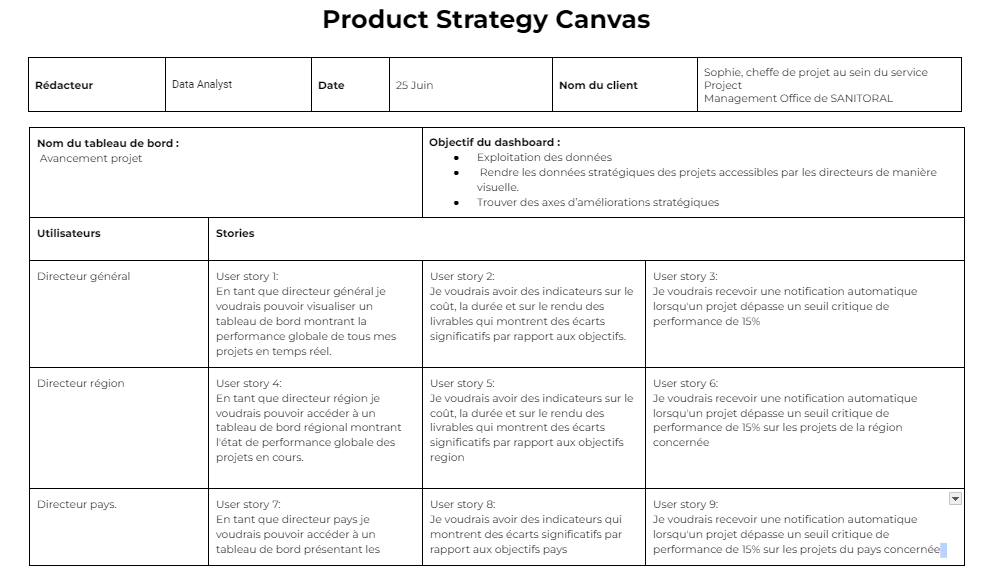 Product Strategy Canvas
Rédacteur
Data Analyst
Date
25 Juin
Nom du client
Sophie, cheffe de projet au sein du service
Project
Management Office de SANITORAL
Nom du tableau de bord :
Avancement projet
Objectif du dashboard :
● Exploitation des données
● Rendre les données stratégiques des projets accessibles par les directeurs de manière
visuelle.
● Trouver des axes d'améliorations stratégiques
Utilisateurs
Stories
Directeur général
User story 1:
En tant que directeur général je
voudrais pouvoir visualiser un
tableau de bord montrant la
performance globale de tous mes
projets en temps réel.
User story 2:
Je voudrais avoir des indicateurs sur le
coût, la durée et sur le rendu des
livrables qui montrent des écarts
significatifs par rapport aux objectifs.
User story 3:
Je voudrais recevoir une notification automatique
lorsqu'un projet dépasse un seuil critique de
performance de 15%
Directeur région
User story 4:
En tant que directeur région je
voudrais pouvoir accéder à un
tableau de bord régional montrant
l'état de performance globale des
projets en cours.
User story 5:
Je voudrais avoir des indicateurs sur le
coût, la durée et sur le rendu des
livrables qui montrent des écarts
significatifs par rapport aux objectifs
region
User story 6:
Je voudrais recevoir une notification automatique
lorsqu'un projet dépasse un seuil critique de
performance de 15% sur les projets de la région
concernée
Directeur pays.
User story 7:
En tant que directeur pays je
voudrais pouvoir accéder à un
tableau de bord présentant les
User story 8:
Je voudrais avoir des indicateurs qui
montrent des écarts significatifs par
rapport aux objectifs pays
User story 9:
Je voudrais recevoir une notification automatique
lorsqu'un projet dépasse un seuil critique de
performance de 15% sur les projets du pays concernée